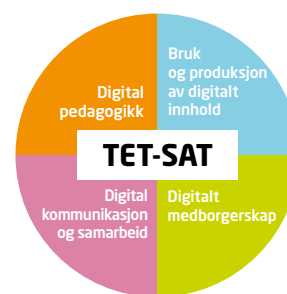 Digital
pedagogikk
Bruk
og produksjon
av digitalt
innhold
TET-SAT
Digital
kommunikasjon
og samarbeid
Digitalt
medborgerskap